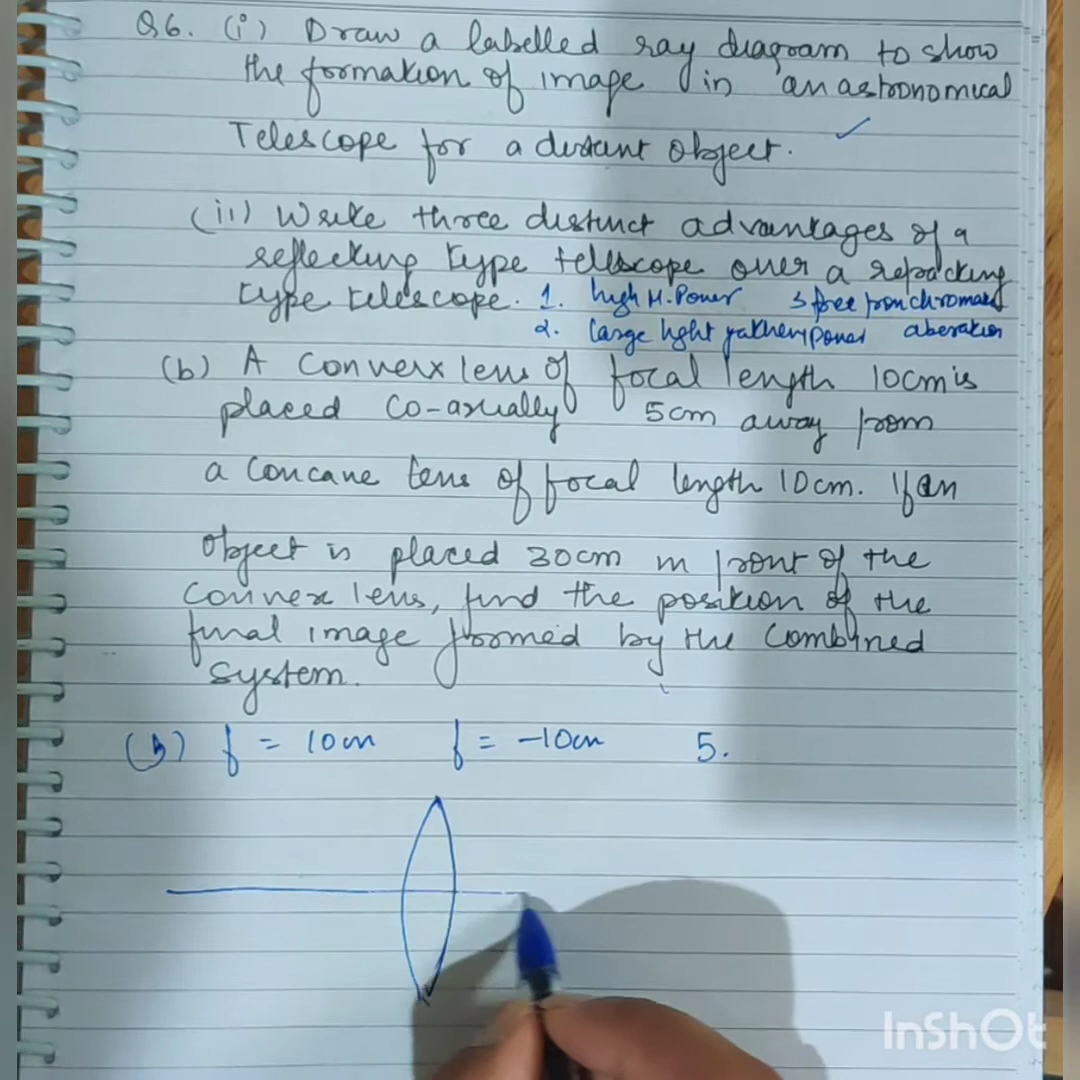 Q6. (i) Draw a labelled ray diagram to show
the formation of image in an astronomical
Telescope for a distant object.
(ii) Write three distinct advantages of a
reflecting type telescope over a refracting
type telescope. 1. high M. Power 3 free from chromatic
2. large light gathering power aberation
(b) A Convex lens of focal length 10cm is
placed co-axially 5cm away from
a Concave lens of focal length 10cm. If an
object is placed 30cm in front of the
Convex lens, find the position of the
final image formed by the Combined
system.
(b) f = 10cm f = -10cm 5.
InShOt